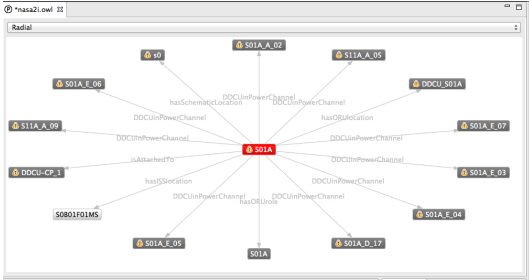 *nasa2i.owl
Radial
S01A_A_02
s0
S11A_A_05
S01A_E_06
DDCU_S01A
hasSchematicLocation
DDCUinPowerChannel
hasORUlocation
DDCUinPowerChannel
DDCUinPowerChannel
S11A_A_09
S01A_E_07
DDCUinPowerChannel
DDCUinPowerChannel
S01A
isAttachedTo
DDCUinPowerChannel
DDCU-CP_1
S01A_E_03
hasISSlocation
DDCUinPowerChannel
DDCUinPowerChannel
DDCUinPowerChannel
hasORUrole
S0B01F01MS
S01A_E_04
S01A_E_05
S01A_D_17
S01A